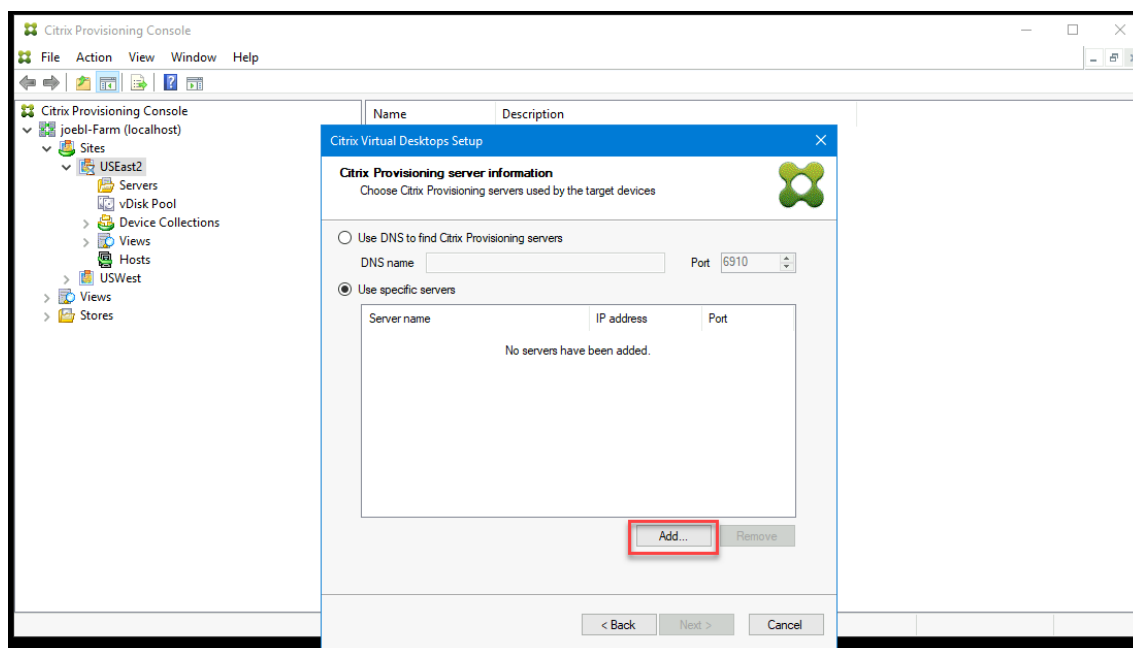 Citrix Provisioning Console
File Action View Window Help
Citrix Provisioning Console
joebl-Farm (localhost)
Sites
USEast2
Servers
vDisk Pool
Device Collections
Views
Hosts
USWest
Views
Stores
Name Description
Citrix Virtual Desktops Setup
Citrix Provisioning server information
Choose Citrix Provisioning servers used by the target devices
Use DNS to find Citrix Provisioning servers
DNS name Port 6910
Use specific servers
Server name IP address Port
No servers have been added.
Add... Remove
< Back Next > Cancel